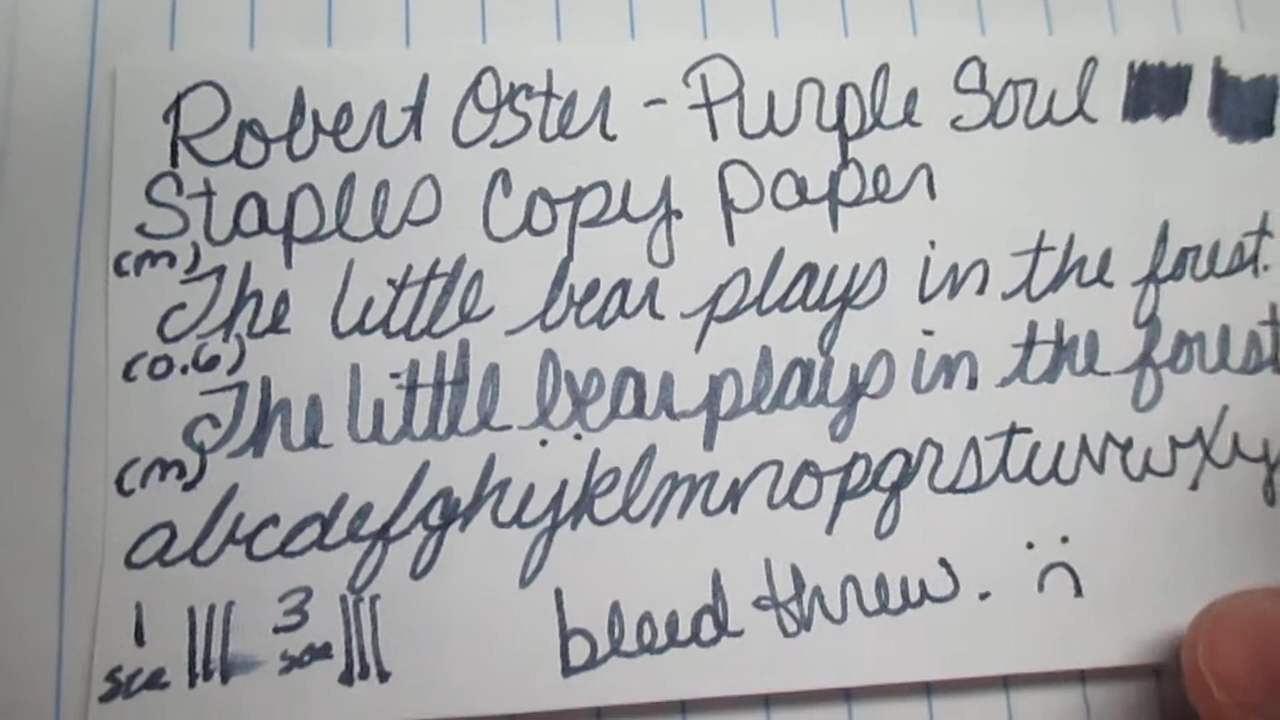 Robert Oster - Purple Soul
Staples Copy Paper
(m)
The little bear plays in the forest.
(0.6)
The little bear plays in the forest
(m)
abcdefghijklmnopqrstuvwxy
1 3
sec sec
bleed threw. :(